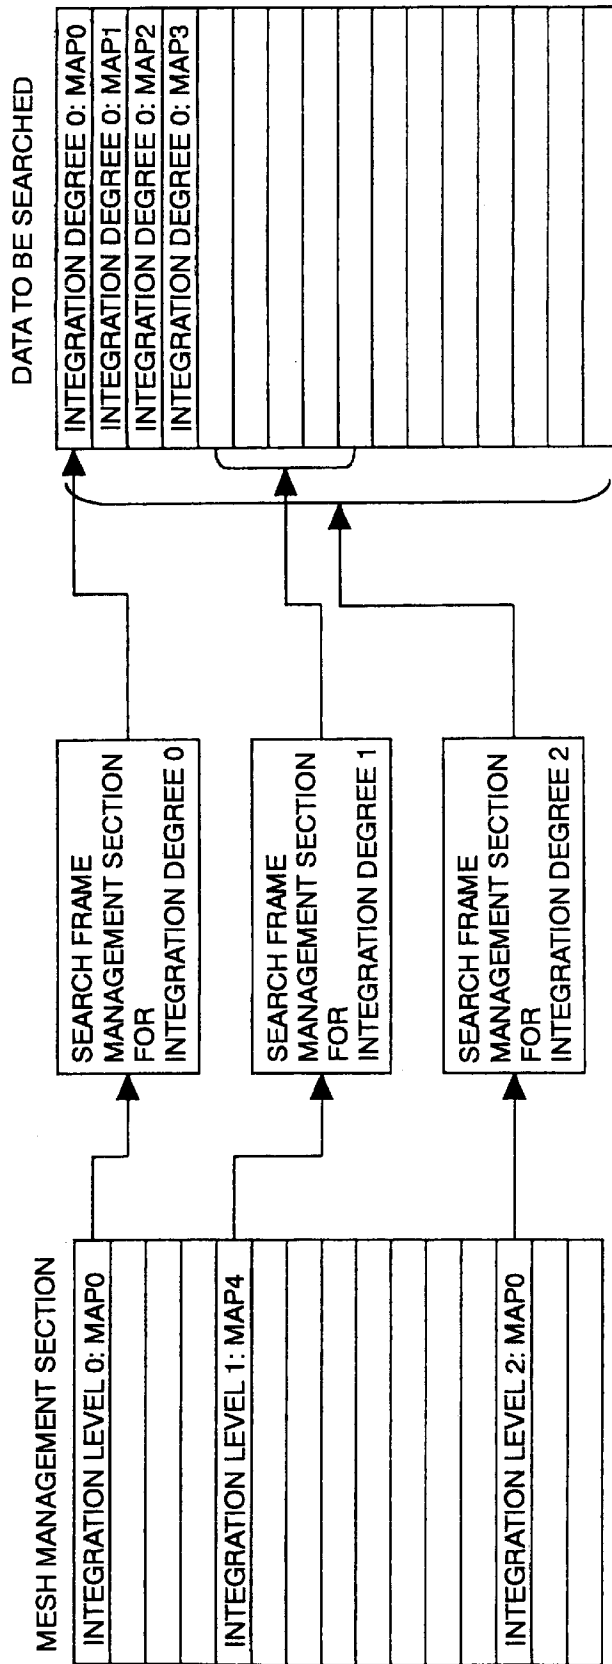 MESH MANAGEMENT SECTION
INTEGRATION LEVEL 0: MAP0
INTEGRATION LEVEL 1: MAP4
INTEGRATION LEVEL 2: MAP0
SEARCH FRAME
MANAGEMENT SECTION
FOR
INTEGRATION DEGREE 0
SEARCH FRAME
MANAGEMENT SECTION
FOR
INTEGRATION DEGREE 1
SEARCH FRAME
MANAGEMENT SECTION
FOR
INTEGRATION DEGREE 2
DATA TO BE SEARCHED
INTEGRATION DEGREE 0: MAP0
INTEGRATION DEGREE 0: MAP1
INTEGRATION DEGREE 0: MAP2
INTEGRATION DEGREE 0: MAP3